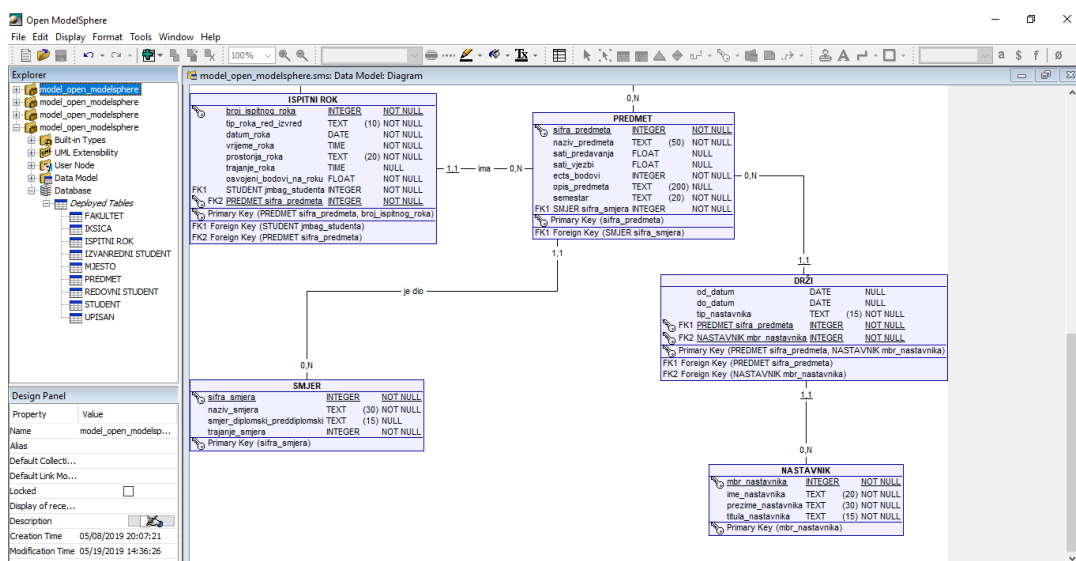 Open ModelSphere
File Edit Display Format Tools Window Help
100%
a $ f ø
Explorer
model_open_modelsphere
model_open_modelsphere
model_open_modelsphere
model_open_modelsphere
Built-in Types
UML Extensibility
User Node
Data Model
Database
Deployed Tables
FAKULTET
IKSICA
ISPITNI ROK
IZVANREDNI STUDENT
MJESTO
PREDMET
REDOVNI STUDENT
STUDENT
UPISAN
Design Panel
Property Value
Name model_open_modelsp...
Alias
Default Collecti...
Default Link Mo...
Locked
Display of rece...
Description
Creation Time 05/08/2019 20:07:21
Modification Time 05/19/2019 14:36:26
model_open_modelsphere.sms: Data Model: Diagram
ISPITNI ROK
broj_ispitnog_roka INTEGER NOT NULL
tip_roka_red_izvred TEXT (10) NOT NULL
datum_roka DATE NOT NULL
vrijeme_roka TIME NOT NULL
prostorija_roka TEXT (20) NOT NULL
trajanje_roka TIME NULL
osvojeni_bodovi_na_roku FLOAT NOT NULL
FK1 STUDENT jmbag_studenta INTEGER NOT NULL
FK2 PREDMET sifra_predmeta INTEGER NOT NULL
Primary Key (PREDMET sifra_predmeta, broj_ispitnog_roka)
FK1 Foreign Key (STUDENT jmbag_studenta)
FK2 Foreign Key (PREDMET sifra_predmeta)
1,1 ima 0,N
0,N
PREDMET
sifra_predmeta INTEGER NOT NULL
naziv_predmeta TEXT (50) NOT NULL
sati_predavanja FLOAT NULL
sati_vjezbi FLOAT NULL
ects_bodovi INTEGER NOT NULL
opis_predmeta TEXT (200) NULL
semestar TEXT (20) NOT NULL
FK1 SMJER sifra_smjera INTEGER NOT NULL
Primary Key (sifra_predmeta)
FK1 Foreign Key (SMJER sifra_smjera)
0,N
1,1
1,1
je dio
0,N
DRŽI
od_datum DATE NULL
do_datum DATE NULL
tip_nastavnika TEXT (15) NOT NULL
FK1 PREDMET sifra_predmeta INTEGER NOT NULL
FK2 NASTAVNIK mbr_nastavnika INTEGER NOT NULL
Primary Key (PREDMET sifra_predmeta, NASTAVNIK mbr_nastavnika)
FK1 Foreign Key (PREDMET sifra_predmeta)
FK2 Foreign Key (NASTAVNIK mbr_nastavnika)
1,1
0,N
SMJER
sifra_smjera INTEGER NOT NULL
naziv_smjera TEXT (30) NOT NULL
smjer_diplomski_preddiplomski TEXT (15) NULL
trajanje_smjera INTEGER NOT NULL
Primary Key (sifra_smjera)
NASTAVNIK
mbr_nastavnika INTEGER NOT NULL
ime_nastavnika TEXT (20) NOT NULL
prezime_nastavnika TEXT (30) NOT NULL
titula_nastavnika TEXT (15) NOT NULL
Primary Key (mbr_nastavnika)